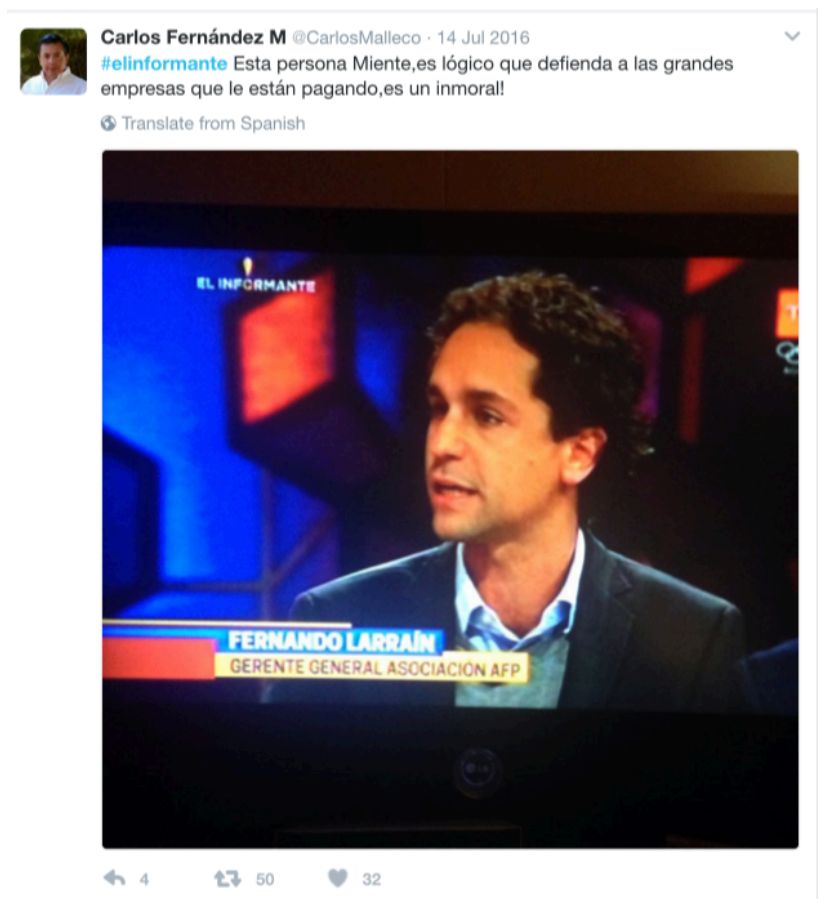 Carlos Fernández M @CarlosMalleco · 14 Jul 2016
#elinformante Esta persona Miente,es lógico que defienda a las grandes
empresas que le están pagando,es un inmoral!
Translate from Spanish
EL INFORMANTE
T
FERNANDO LARRAÍN
GERENTE GENERAL ASOCIACIÓN AFP
4 50 32